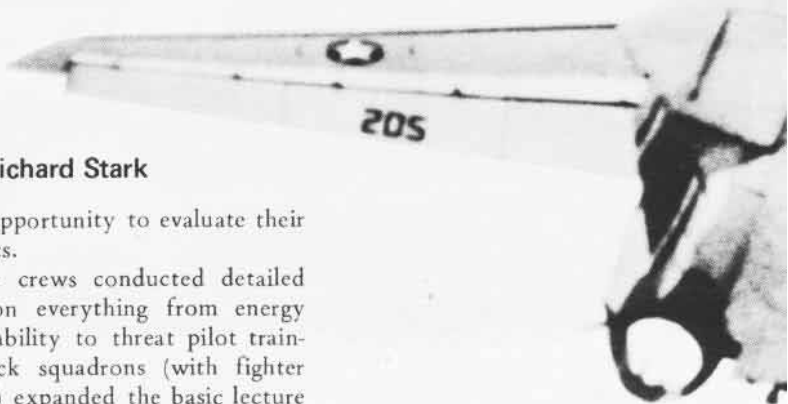 205
ichard Stark
pportunity to evaluate their
crews conducted detailed
on everything from energy
ability to threat pilot train-
ck squadrons (with fighter
) expanded the basic lecture